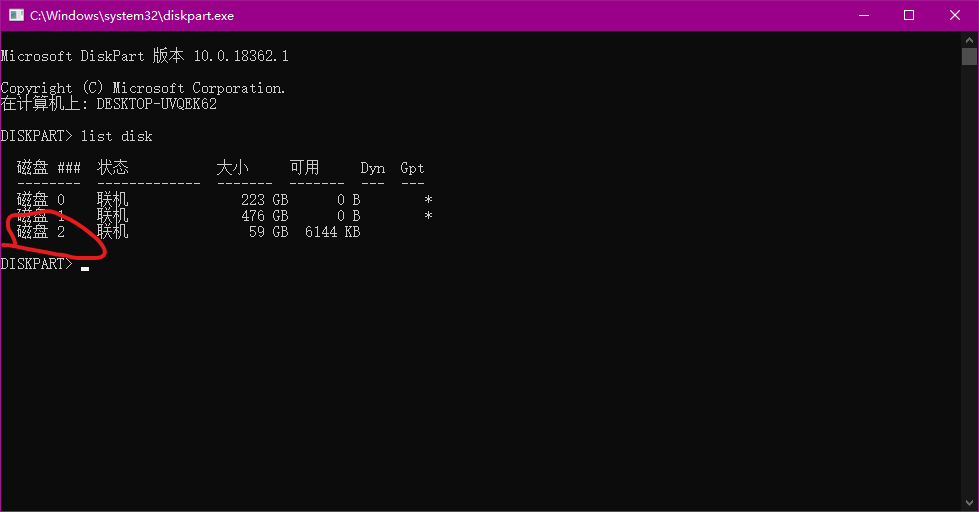 C:\Windows\system32\diskpart.exe
Microsoft DiskPart 版本 10.0.18362.1
Copyright (C) Microsoft Corporation.
在计算机上: DESKTOP-UVQEK62
DISKPART> list disk
磁盘 ### 状态 大小 可用 Dyn Gpt
-------- ------------- ------- ------- --- ---
磁盘 0 联机 223 GB 0 B *
磁盘 1 联机 476 GB 0 B *
磁盘 2 联机 59 GB 6144 KB
DISKPART>